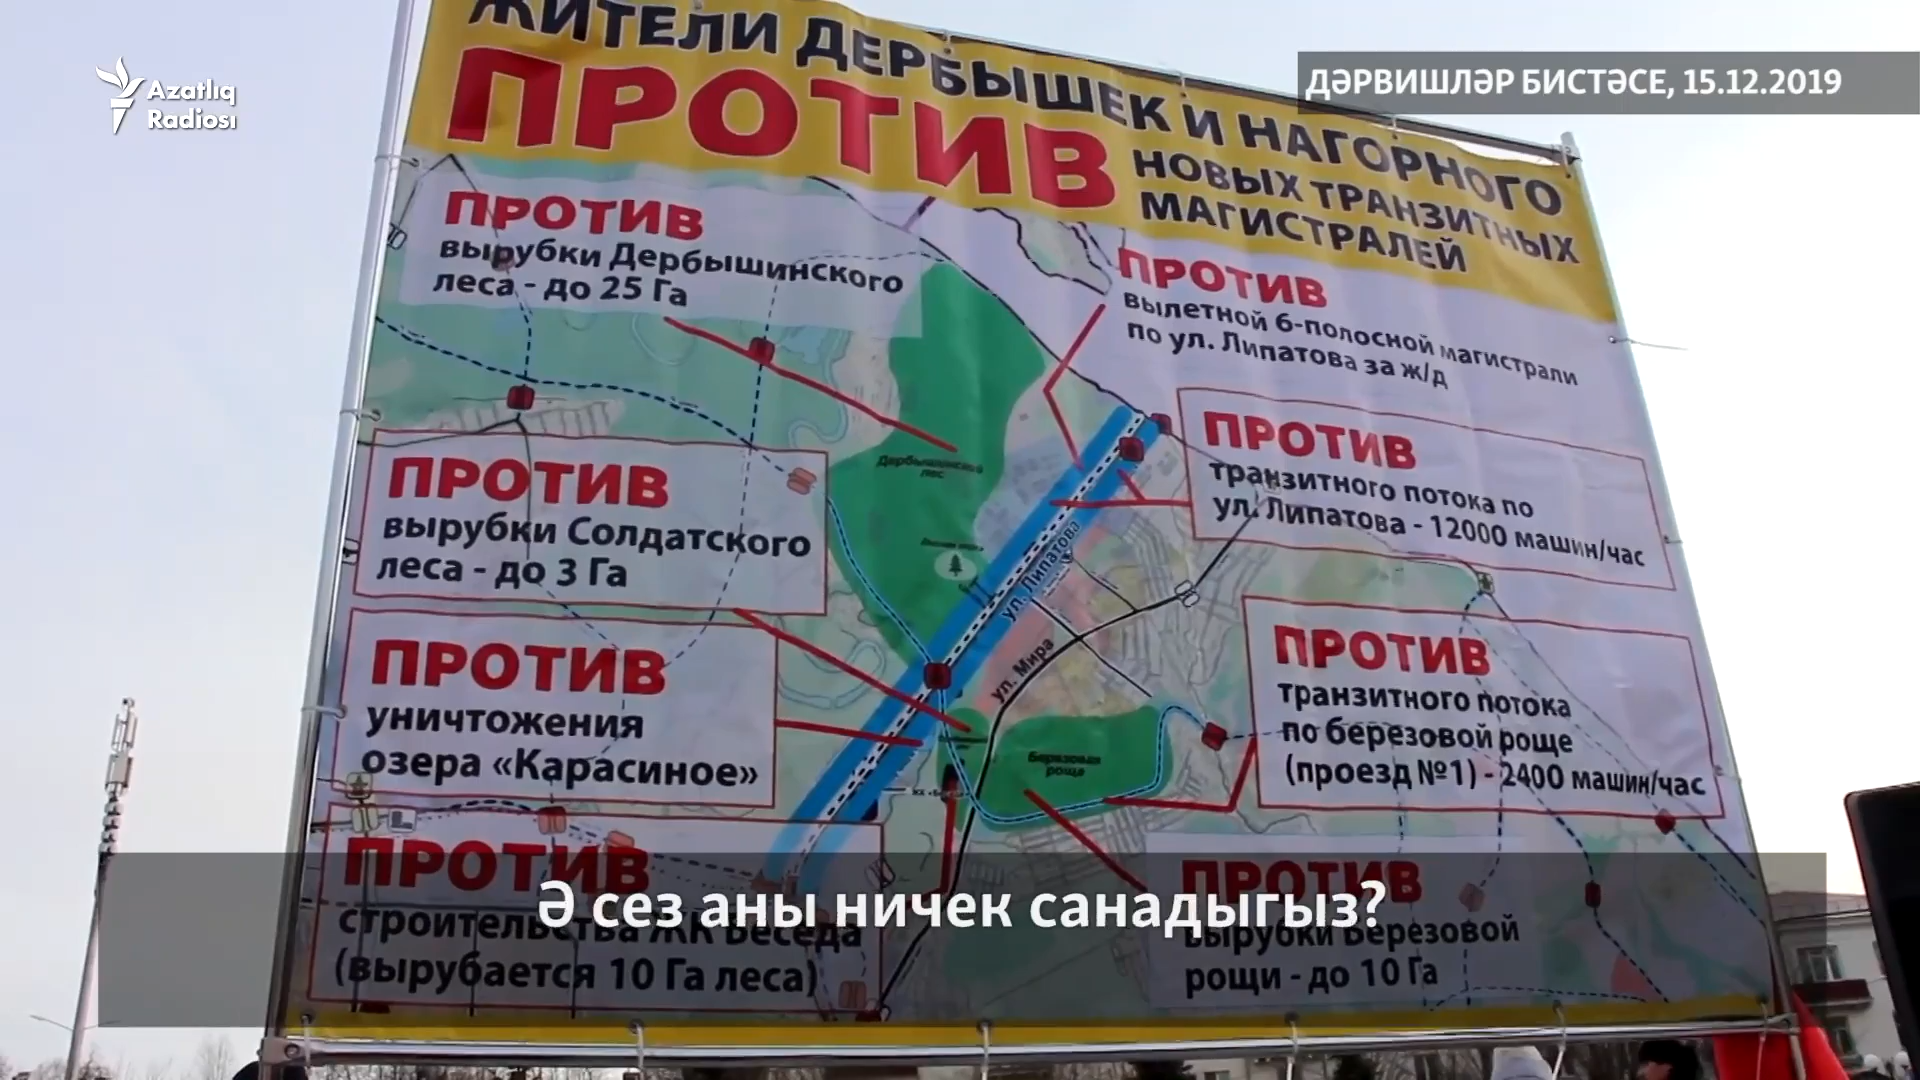 Azatlıq
Radiosı
ДӘРВИШЛӘР БИСТӘСЕ, 15.12.2019
ЖИТЕЛИ ДЕРБЫШЕК И НАГОРНОГО
ПРОТИВ
НОВЫХ ТРАНЗИТНЫХ
МАГИСТРАЛЕЙ
ПРОТИВ
вырубки Дербышинского
леса - до 25 Га
ПРОТИВ
вылетной 6-полосной магистрали
по ул. Липатова за ж/д
ПРОТИВ
транзитного потока по
ул. Липатова - 12000 машин/час
ПРОТИВ
вырубки Солдатского
леса - до 3 Га
Дербышинский
лес
ул. Липатова
ул. Мира
ПРОТИВ
уничтожения
озера «Карасиное»
ПРОТИВ
транзитного потока
по березовой роще
(проезд №1) - 2400 машин/час
Березовая
роща
ПРОТИВ
строительства ЖК Беседа
(вырубается 10 Га леса)
ПРОТИВ
вырубки Березовой
рощи - до 10 Га
Ә сез аны ничек санадыгыз?